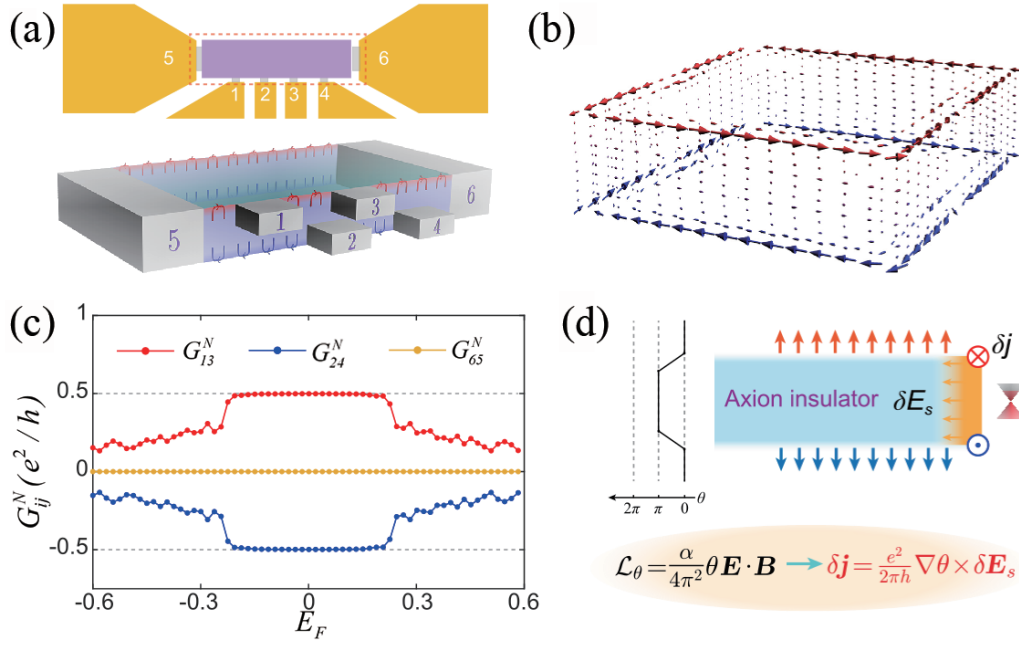 (a)
5
6
1 2 3 4
5
1
3
6
2
4
(b)
(c)
1
0.5
0
-0.5
G_{ij}^N (e^2 / h)
G_{13}^N G_{24}^N G_{65}^N
-0.6 -0.3 0 0.3 0.6
E_F
(d)
δj
Axion insulator δE_s
θ
2π π 0
ℒ_θ = \frac{α}{4π^2} θ E · B → δj = \frac{e^2}{2πh} ∇θ × δE_s